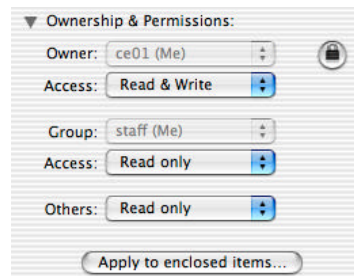 Ownership & Permissions:
Owner: ce01 (Me)
Access: Read & Write
Group: staff (Me)
Access: Read only
Others: Read only
Apply to enclosed items...